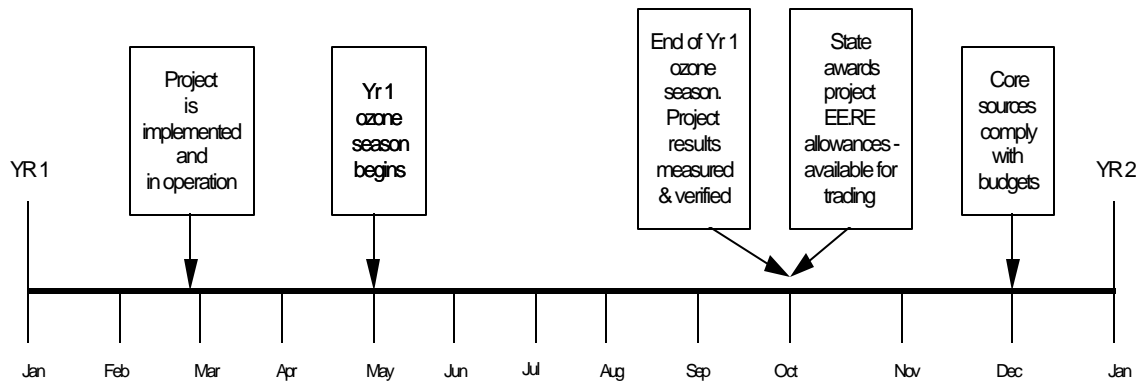 YR 1
Project
is
implemented
and
in operation
Yr 1
ozone
season
begins
End of Yr 1
ozone
season.
Project
results
measured
& verified
State
awards
project
EE.RE
allowances -
available for
trading
Core
sources
comply
with
budgets
YR 2
Jan
Feb
Mar
Apr
May
Jun
Jul
Aug
Sep
Oct
Nov
Dec
Jan